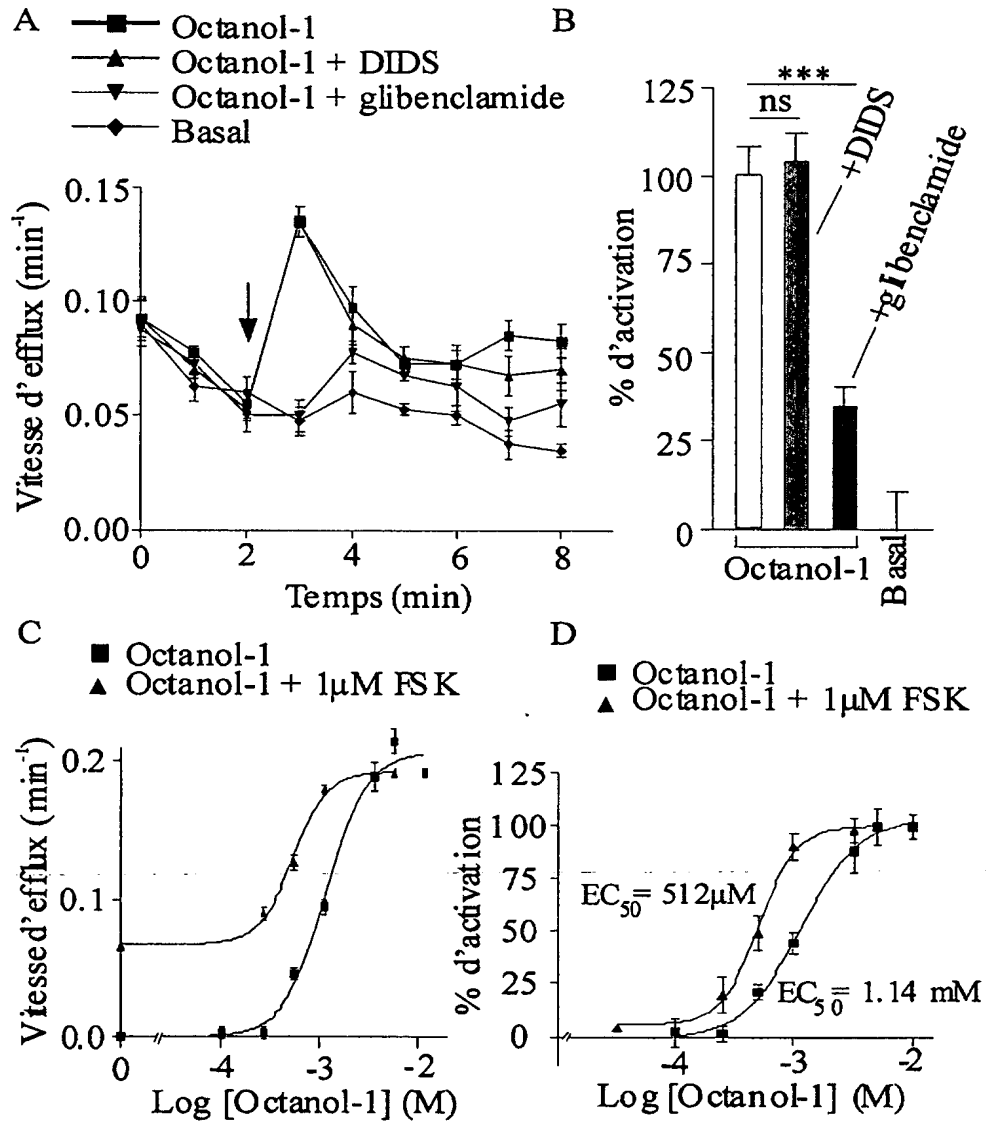 A
Octanol-1
Octanol-1 + DIDS
Octanol-1 + glibenclamide
Basal
Vitesse d'efflux (min⁻¹)
0.15
0.10
0.05
0.00
0 2 4 6 8
Temps (min)
B
% d'activation
125
100
75
50
25
0
***
ns
+DIDS
+glibenclamide
Octanol-1
Basal
C
Octanol-1
Octanol-1 + 1µM FSK
Vitesse d'efflux (min⁻¹)
0.2
0.1
0.0
0 -4 -3 -2
Log [Octanol-1] (M)
D
Octanol-1
Octanol-1 + 1µM FSK
% d'activation
125
100
75
50
25
0
EC50= 512µM
EC50= 1.14 mM
-4 -3 -2
Log [Octanol-1] (M)